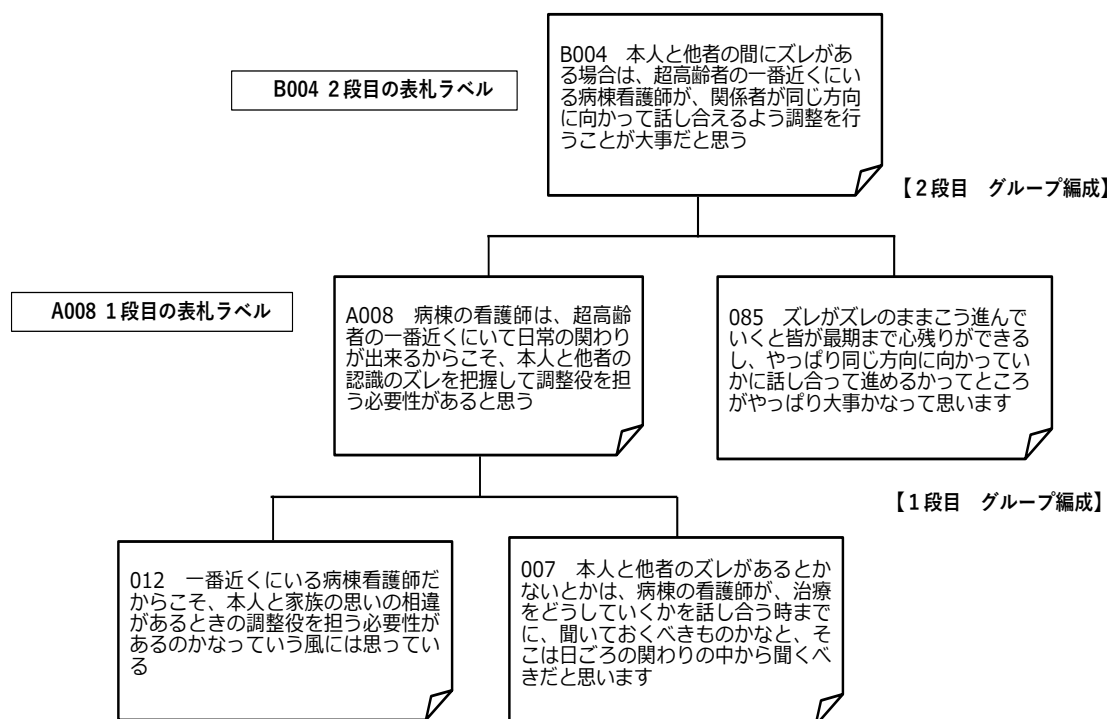 B004　本人と他者の間にズレがあ
る場合は、超高齢者の一番近くにい
る病棟看護師が、関係者が同じ方向
に向かって話し合えるよう調整を行
うことが大事だと思う
B004 2段目の表札ラベル
【2段目　グループ編成】
A008 1段目の表札ラベル
A008　病棟の看護師は、超高齢
者の一番近くにいて日常の関わり
が出来るからこそ、本人と他者の
認識のズレを把握して調整役を担
う必要性があると思う
085　ズレがズレのままこう進んで
いくと皆が最期まで心残りができる
し、やっぱり同じ方向に向かってい
かに話し合って進めるかってところ
がやっぱり大事かなって思います
【1段目　グループ編成】
012　一番近くにいる病棟看護師だ
からこそ、本人と家族の思いの相違
があるときの調整役を担う必要性が
あるのかなっていう風には思ってい
る
007　本人と他者のズレがあるとか
ないとかは、病棟の看護師が、治療
をどうしていくかを話し合う時まで
に、聞いておくべきものかなと、そ
こは日ごろの関わりの中から聞くべ
きだと思います